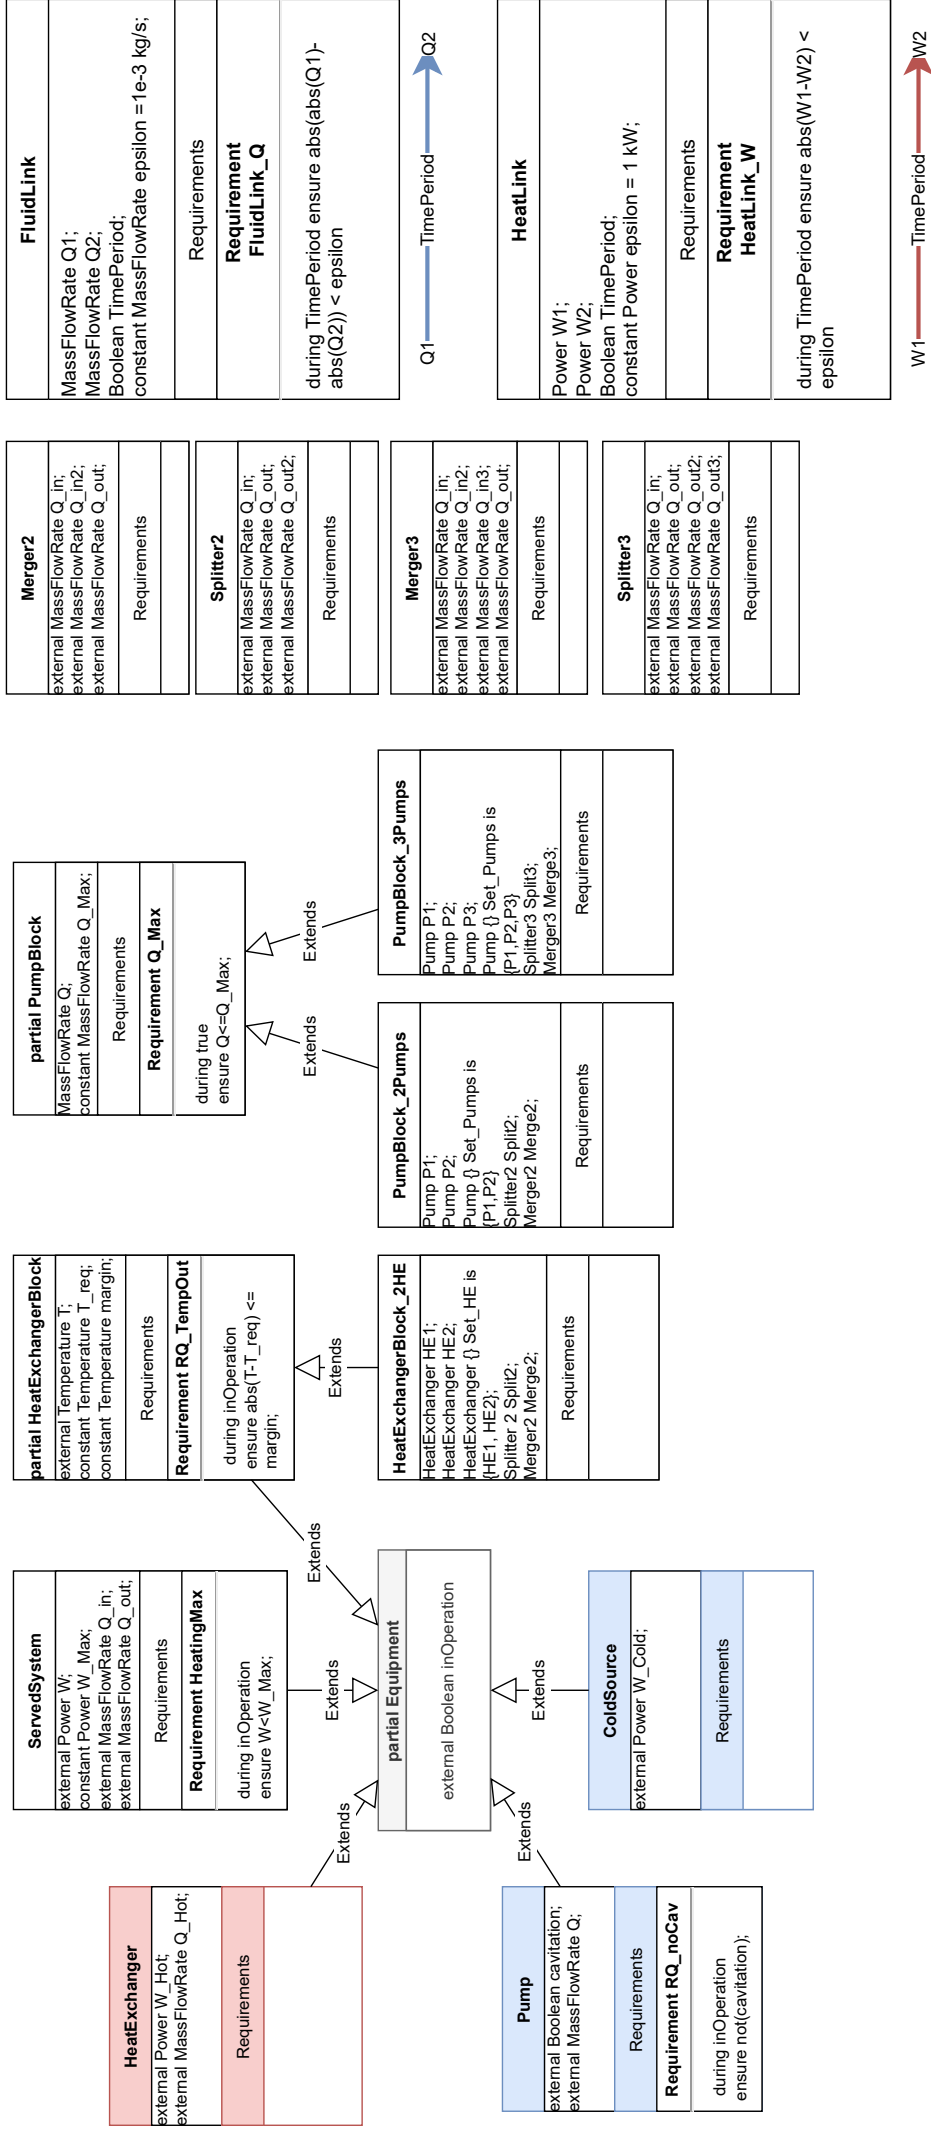 HeatExchanger
external Power W_Hot;
external MassFlowRate Q_Hot;
Requirements
ServedSystem
external Power W;
constant Power W_Max;
external MassFlowRate Q_in;
external MassFlowRate Q_out;
Requirements
Requirement HeatingMax
during inOperation
ensure W<W_Max;
partial HeatExchangerBlock
external Temperature T;
constant Temperature T_req;
constant Temperature margin;
Requirements
Requirement RQ_TempOut
during inOperation
ensure abs(T-T_req) <=
margin;
partial PumpBlock
MassFlowRate Q;
constant MassFlowRate Q_Max;
Requirements
Requirement Q_Max
during true
ensure Q<=Q_Max;
Extends
Extends
Extends
Extends
Extends
Extends
partial Equipment
external Boolean inOperation
HeatExchangerBlock_2HE
HeatExchanger HE1;
HeatExchanger HE2;
HeatExchanger {} Set_HE is
{HE1, HE2};
Splitter 2 Split2;
Merger2 Merge2;
Requirements
PumpBlock_2Pumps
Pump P1;
Pump P2;
Pump {} Set_Pumps is
{P1,P2}
Splitter2 Split2;
Merger2 Merge2;
Requirements
PumpBlock_3Pumps
Pump P1;
Pump P2;
Pump P3;
Pump {} Set_Pumps is
{P1,P2,P3}
Splitter3 Split3;
Merger3 Merge3;
Requirements
Extends
Extends
Pump
external Boolean cavitation;
external MassFlowRate Q;
Requirements
Requirement RQ_noCav
during inOperation
ensure not(cavitation);
ColdSource
external Power W_Cold;
Requirements
Merger2
external MassFlowRate Q_in;
external MassFlowRate Q_in2;
external MassFlowRate Q_out;
Requirements
Splitter2
external MassFlowRate Q_in;
external MassFlowRate Q_out;
external MassFlowRate Q_out2;
Requirements
Merger3
external MassFlowRate Q_in;
external MassFlowRate Q_in2;
external MassFlowRate Q_in3;
external MassFlowRate Q_out;
Requirements
Splitter3
external MassFlowRate Q_in;
external MassFlowRate Q_out;
external MassFlowRate Q_out2;
external MassFlowRate Q_out3;
Requirements
FluidLink
MassFlowRate Q1;
MassFlowRate Q2;
Boolean TimePeriod;
constant MassFlowRate epsilon =1e-3 kg/s;
Requirements
Requirement
FluidLink_Q
during TimePeriod ensure abs(abs(Q1)-
abs(Q2)) < epsilon
Q1 TimePeriod Q2
HeatLink
Power W1;
Power W2;
Boolean TimePeriod;
constant Power epsilon = 1 kW;
Requirements
Requirement
HeatLink_W
during TimePeriod ensure abs(W1-W2) <
epsilon
W1 TimePeriod W2